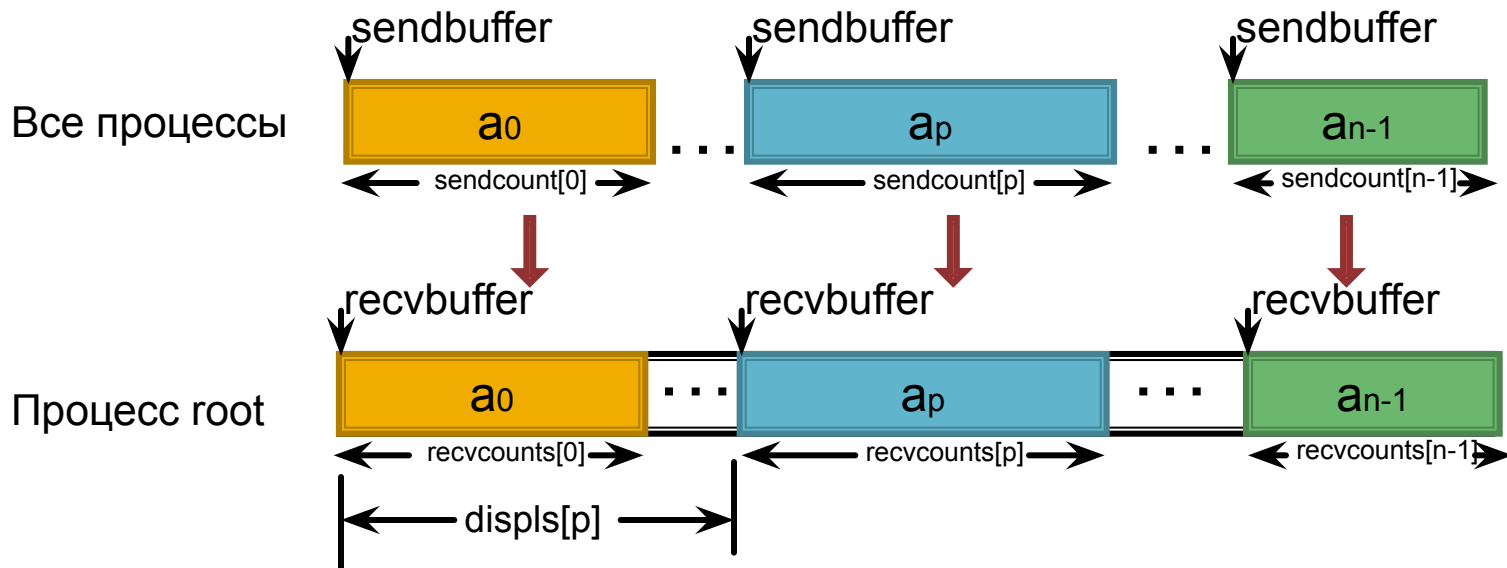 sendbuffer sendbuffer sendbuffer
Все процессы a0 ... ap ... an-1
sendcount[0] sendcount[p] sendcount[n-1]
recvbuffer recvbuffer recvbuffer
Процесс root a0 ... ap ... an-1
recvcounts[0] recvcounts[p] recvcounts[n-1]
displs[p]